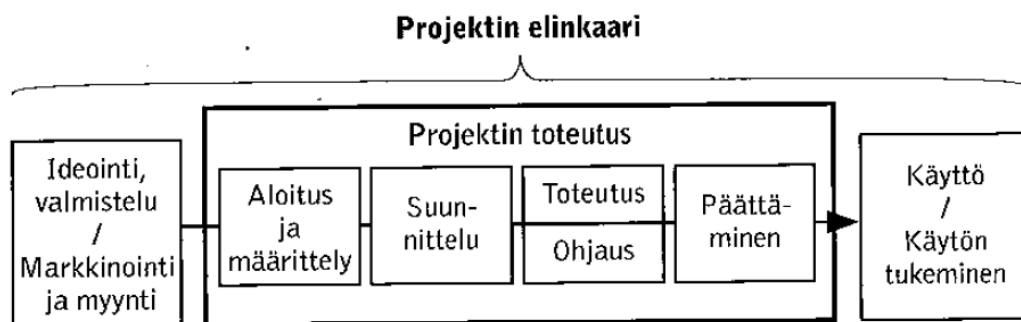 Projektin elinkaari
Projektin toteutus
Ideointi,
valmistelu
/
Markkinointi
ja myynti
Aloitus
ja
määrittely
Suun-
nittelu
Toteutus
Ohjaus
Päättä-
minen
Käyttö
/
Käytön
tukeminen